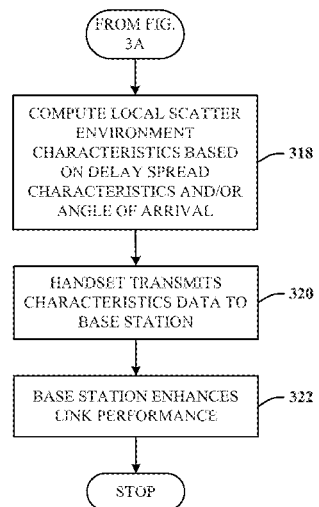 FROM FIG.
3A
COMPUTE LOCAL SCATTER
ENVIRONMENT
CHARACTERISTICS BASED
ON DELAY SPREAD
CHARACTERISTICS AND/OR
ANGLE OF ARRIVAL
318
HANDSET TRANSMITS
CHARACTERISTICS DATA TO
BASE STATION
320
BASE STATION ENHANCES
LINK PERFORMANCE
322
STOP